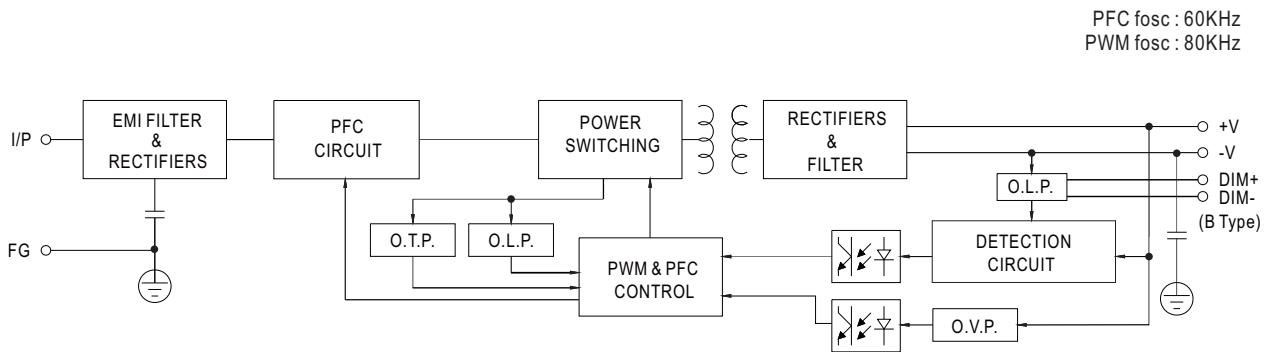 PFC fosc : 60KHz
PWM fosc : 80KHz
I/P
EMI FILTER
&
RECTIFIERS
PFC
CIRCUIT
POWER
SWITCHING
RECTIFIERS
&
FILTER
+V
-V
DIM+
DIM-
(B Type)
O.L.P.
FG
O.T.P.
O.L.P.
PWM & PFC
CONTROL
DETECTION
CIRCUIT
O.V.P.